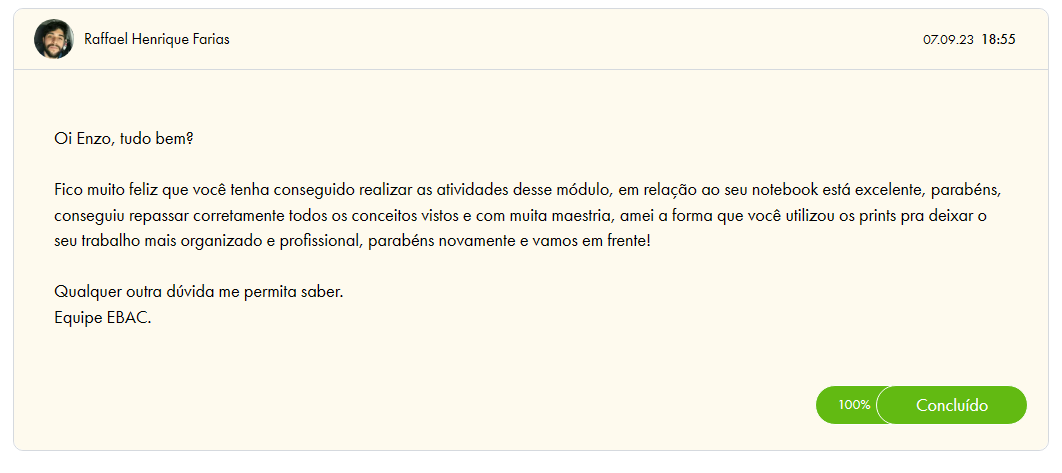 Raffael Henrique Farias
07.09.23 18:55
Oi Enzo, tudo bem?
Fico muito feliz que você tenha conseguido realizar as atividades desse módulo, em relação ao seu notebook está excelente, parabéns,
conseguiu repassar corretamente todos os conceitos vistos e com muita maestria, amei a forma que você utilizou os prints pra deixar o
seu trabalho mais organizado e profissional, parabéns novamente e vamos em frente!
Qualquer outra dúvida me permita saber.
Equipe EBAC.
100% Concluído